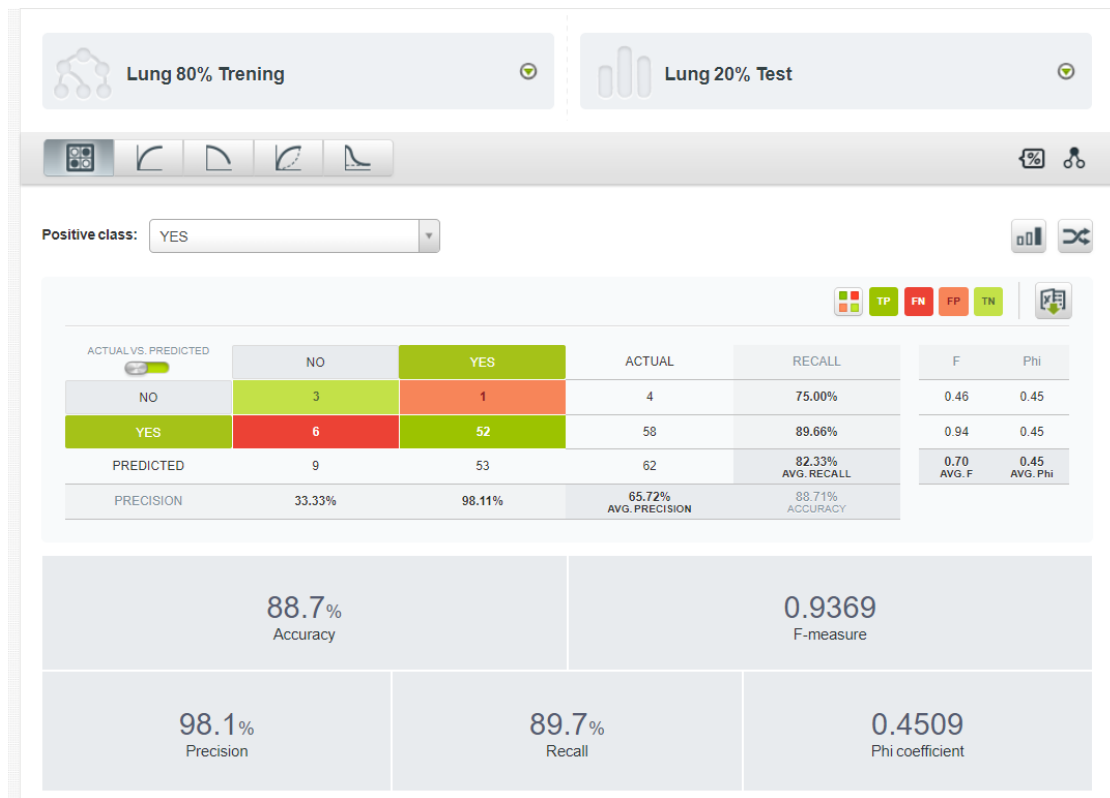 Lung 80% Trening
Lung 20% Test
Positive class: YES
TP FN FP TN
ACTUAL VS. PREDICTED NO YES ACTUAL RECALL F Phi
NO 3 1 4 75.00% 0.46 0.45
YES 6 52 58 89.66% 0.94 0.45
PREDICTED 9 53 62 82.33% AVG. RECALL 0.70 AVG. F 0.45 AVG. Phi
PRECISION 33.33% 98.11% 65.72% AVG. PRECISION 88.71% ACCURACY
88.7%
Accuracy
0.9369
F-measure
98.1%
Precision
89.7%
Recall
0.4509
Phi coefficient